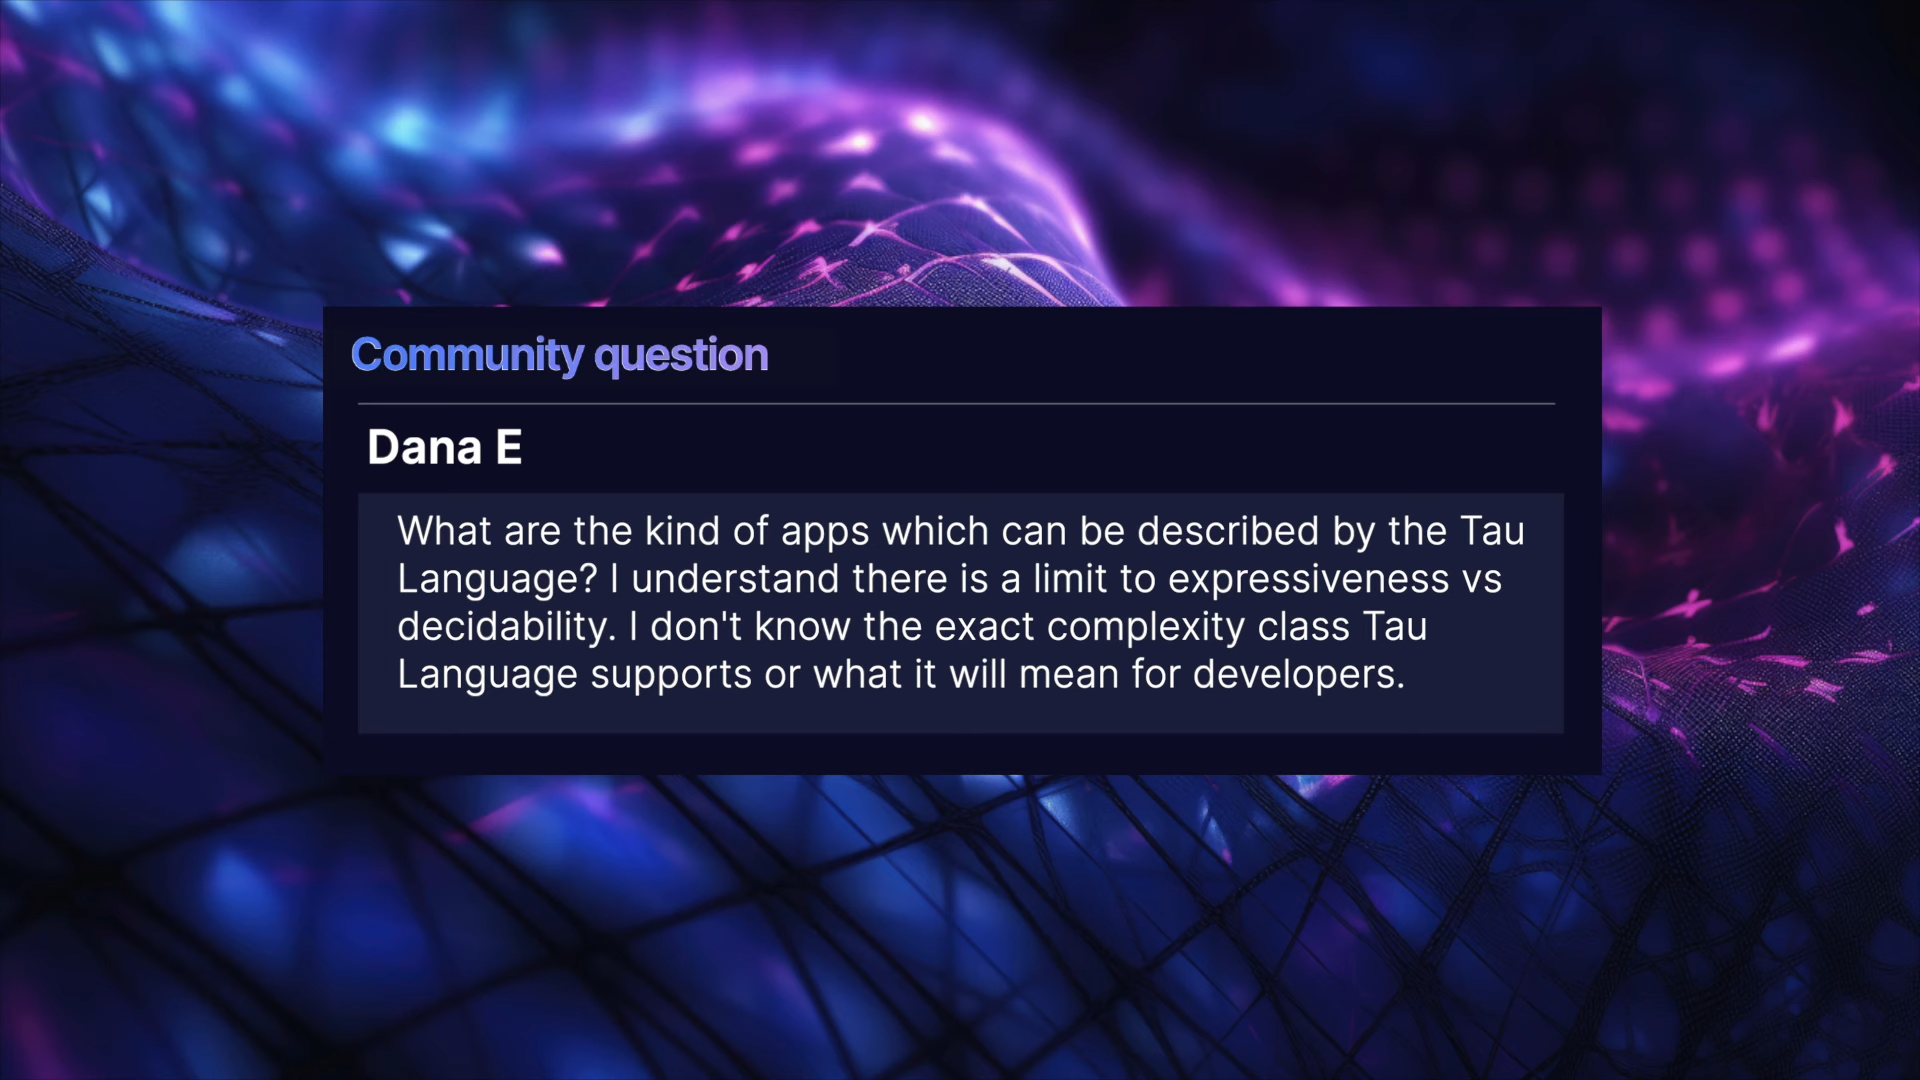 Community question
Dana E
What are the kind of apps which can be described by the Tau
Language? I understand there is a limit to expressiveness vs
decidability. I don't know the exact complexity class Tau
Language supports or what it will mean for developers.